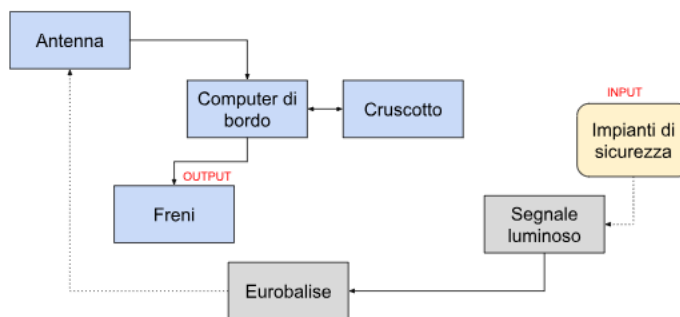 Antenna
Computer di
bordo
Cruscotto
INPUT
Impianti di
sicurezza
OUTPUT
Freni
Segnale
luminoso
Eurobalise